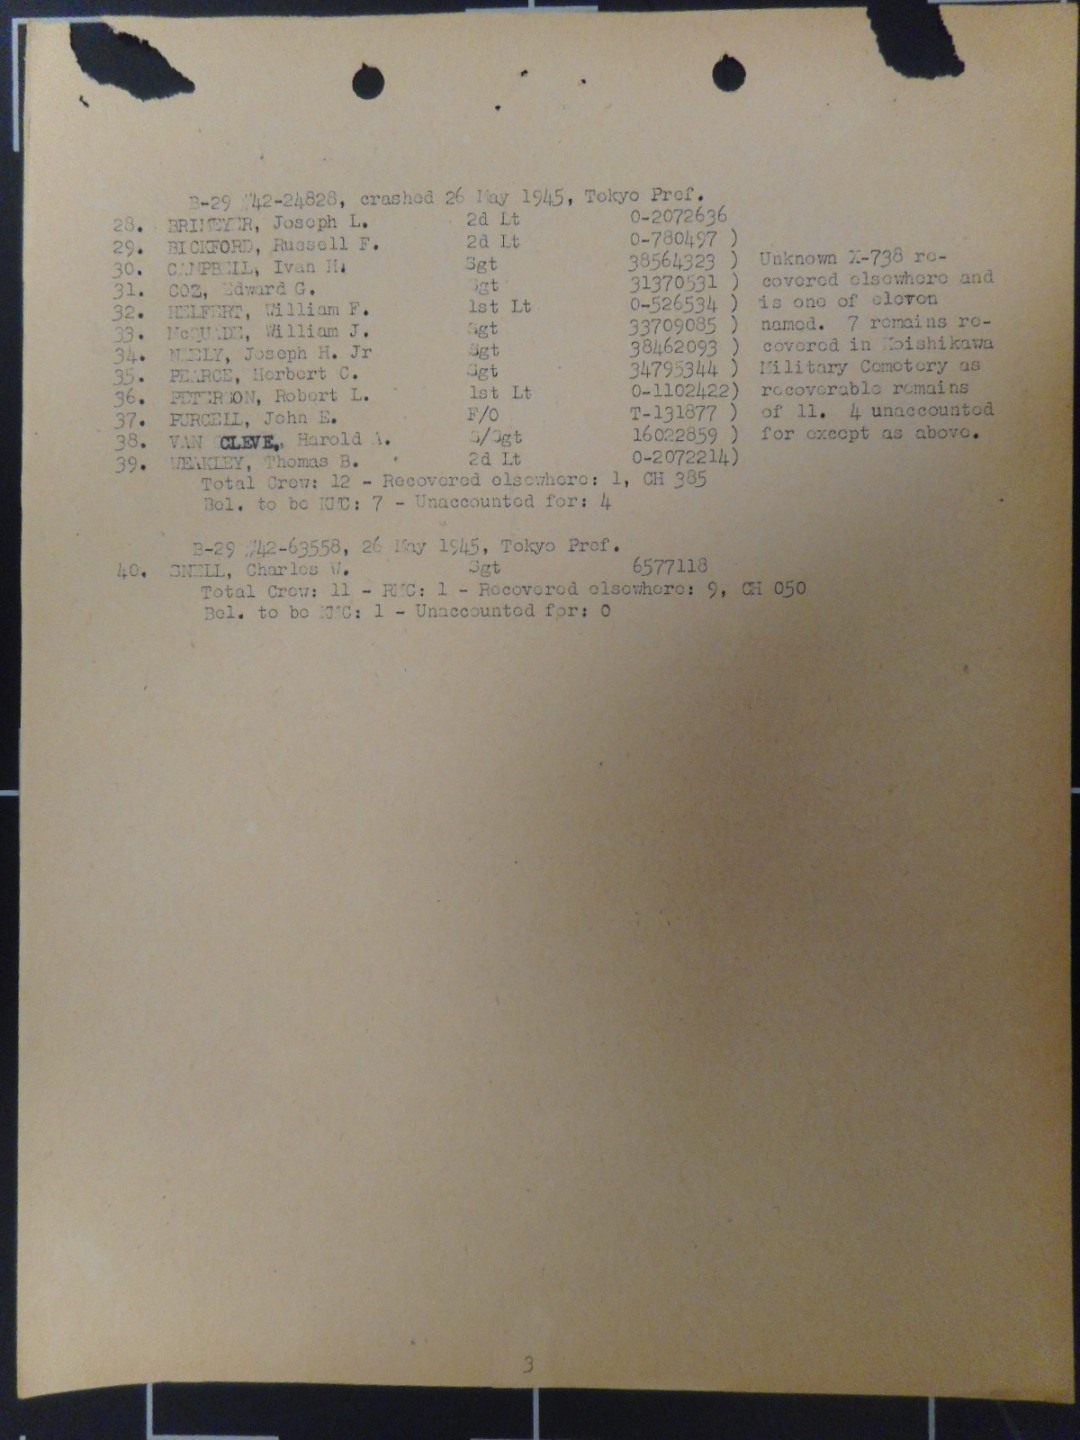 B-29 #42-24828, crashed 26 May 1945, Tokyo Pref.
28. BRIMEYER, Joseph L. 2d Lt 0-2072636
29. BICKFORD, Russell F. 2d Lt 0-780497 )
30. CAMPBELL, Ivan M. Sgt 38564323 ) Unknown X-738 re-
31. COZ, Edward G. Sgt 31370531 ) covered elsewhere and
32. HELFERT, William F. 1st Lt 0-526534 ) is one of eleven
33. McQUADE, William J. Sgt 33709085 ) named. 7 remains re-
34. NEELY, Joseph H. Jr Sgt 38462093 ) covered in Koishikawa
35. PEARCE, Herbert C. Sgt 34795344 ) Military Cemetery as
36. PETERSON, Robert L. 1st Lt 0-1102422) recoverable remains
37. PURCELL, John E. F/O T-131877 ) of 11. 4 unaccounted
38. VAN CLEVE, Harold A. S/Sgt 16022859 ) for except as above.
39. WEAKLEY, Thomas B. 2d Lt 0-2072214)
Total Crew: 12 - Recovered elsewhere: 1, CH 385
Bel. to be KMC: 7 - Unaccounted for: 4
B-29 #42-63558, 26 May 1945, Tokyo Pref.
40. SNELL, Charles W. Sgt 6577118
Total Crew: 11 - RMC: 1 - Recovered elsewhere: 9, CH 050
Bel. to be KMC: 1 - Unaccounted for: 0
3